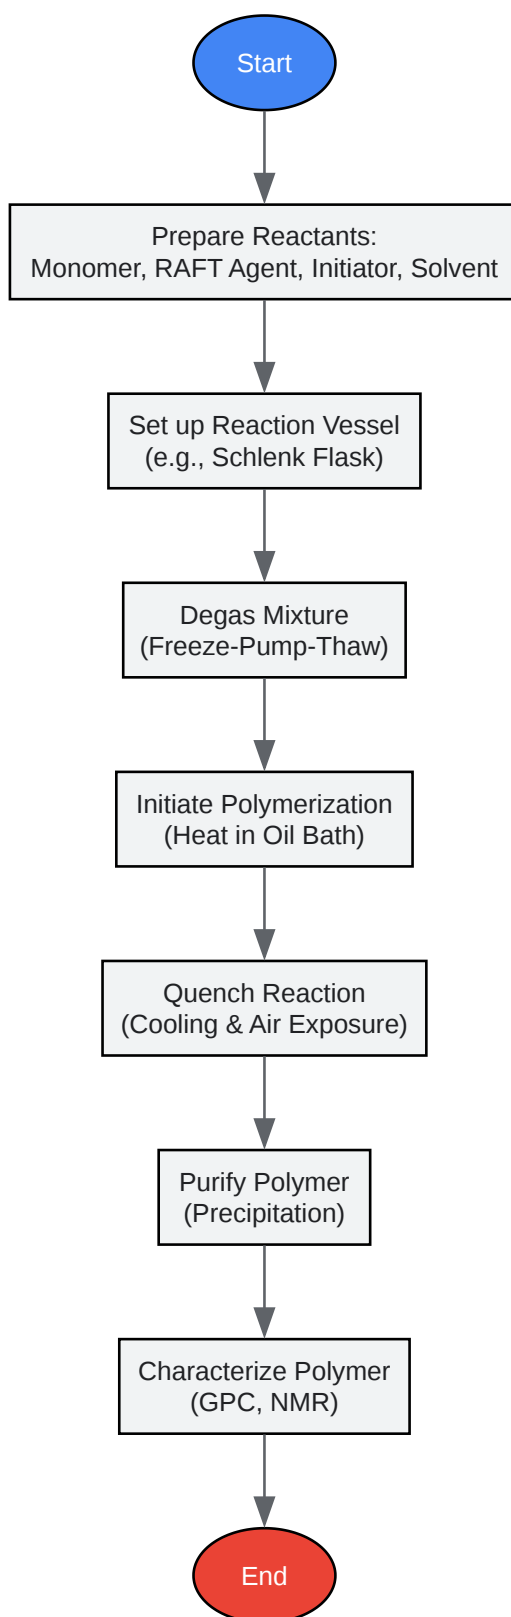 Start
Prepare Reactants:
Monomer, RAFT Agent, Initiator, Solvent
Set up Reaction Vessel
(e.g., Schlenk Flask)
Degas Mixture
(Freeze-Pump-Thaw)
Initiate Polymerization
(Heat in Oil Bath)
Quench Reaction
(Cooling & Air Exposure)
Purify Polymer
(Precipitation)
Characterize Polymer
(GPC, NMR)
End